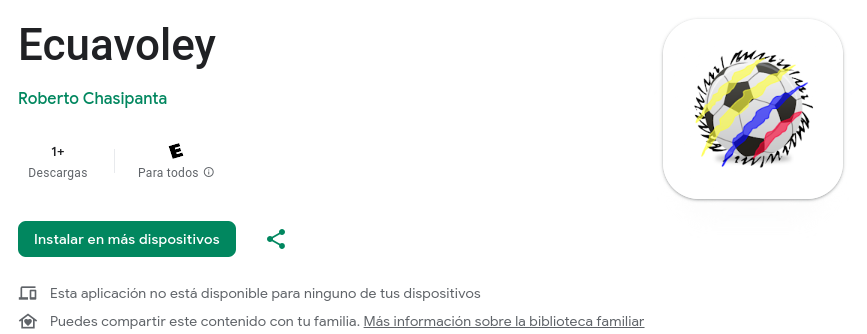 Ecuavoley
Roberto Chasipanta
1+
Descargas
E
Para todos
Instalar en más dispositivos
Esta aplicación no está disponible para ninguno de tus dispositivos
Puedes compartir este contenido con tu familia. Más información sobre la biblioteca familiar